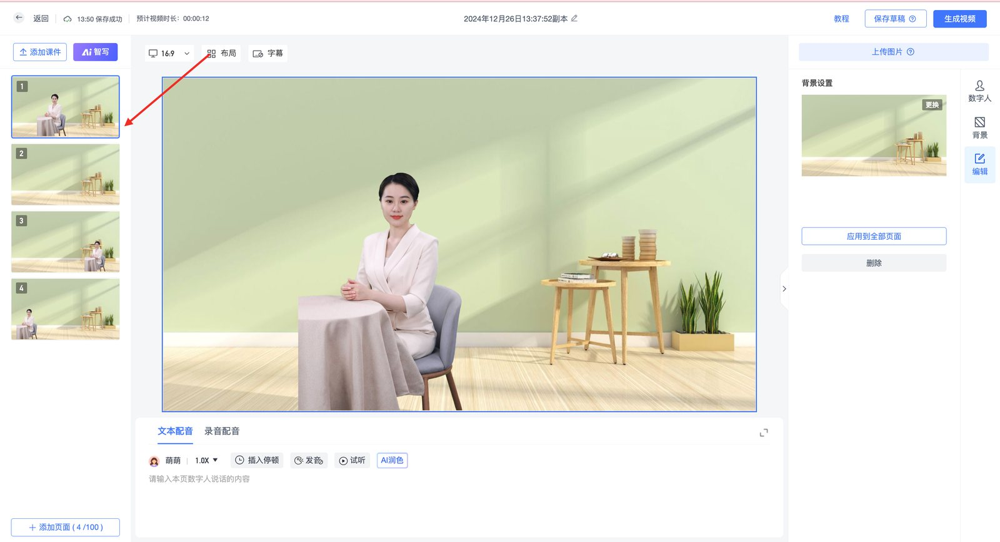 返回
13:50 保存成功
预计视频时长：00:00:12
2024年12月26日13:37:52副本
教程
保存草稿
生成视频
添加课件
Ai 智写
16:9
布局
字幕
上传图片
1
2
3
4
背景设置
更换
应用到全部页面
删除
数字人
背景
编辑
文本配音
录音配音
萌萌
1.0X
插入停顿
发音
试听
AI润色
请输入本页数字人说话的内容
添加页面 ( 4 /100 )